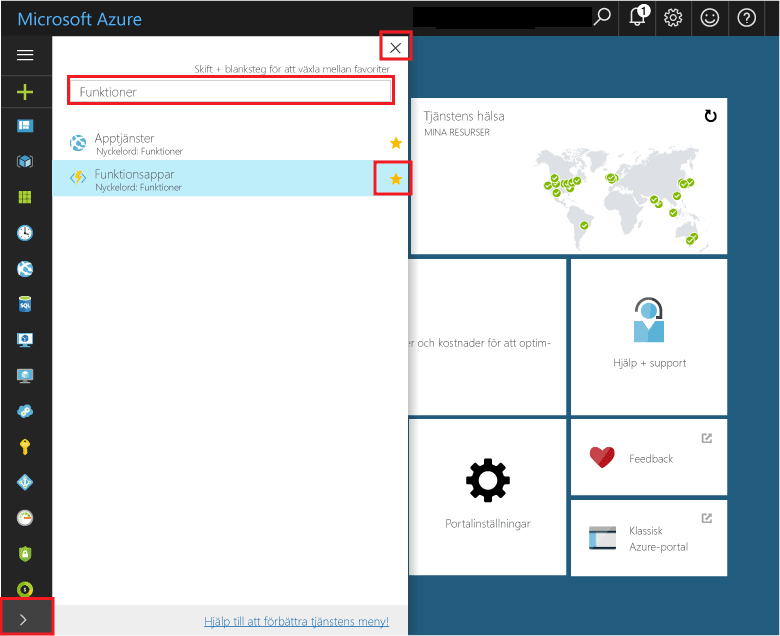 Microsoft Azure
1
Skift + blanksteg för att växla mellan favoriter
Funktioner
Apptjänster
Nyckelord: Funktioner
Funktionsappar
Nyckelord: Funktioner
Hjälp till att förbättra tjänstens meny!
Tjänstens hälsa
MINA RESURSER
er och kostnader för att optim-
Hjälp + support
Portalinställningar
Feedback
Klassisk
Azure-portal
SQL